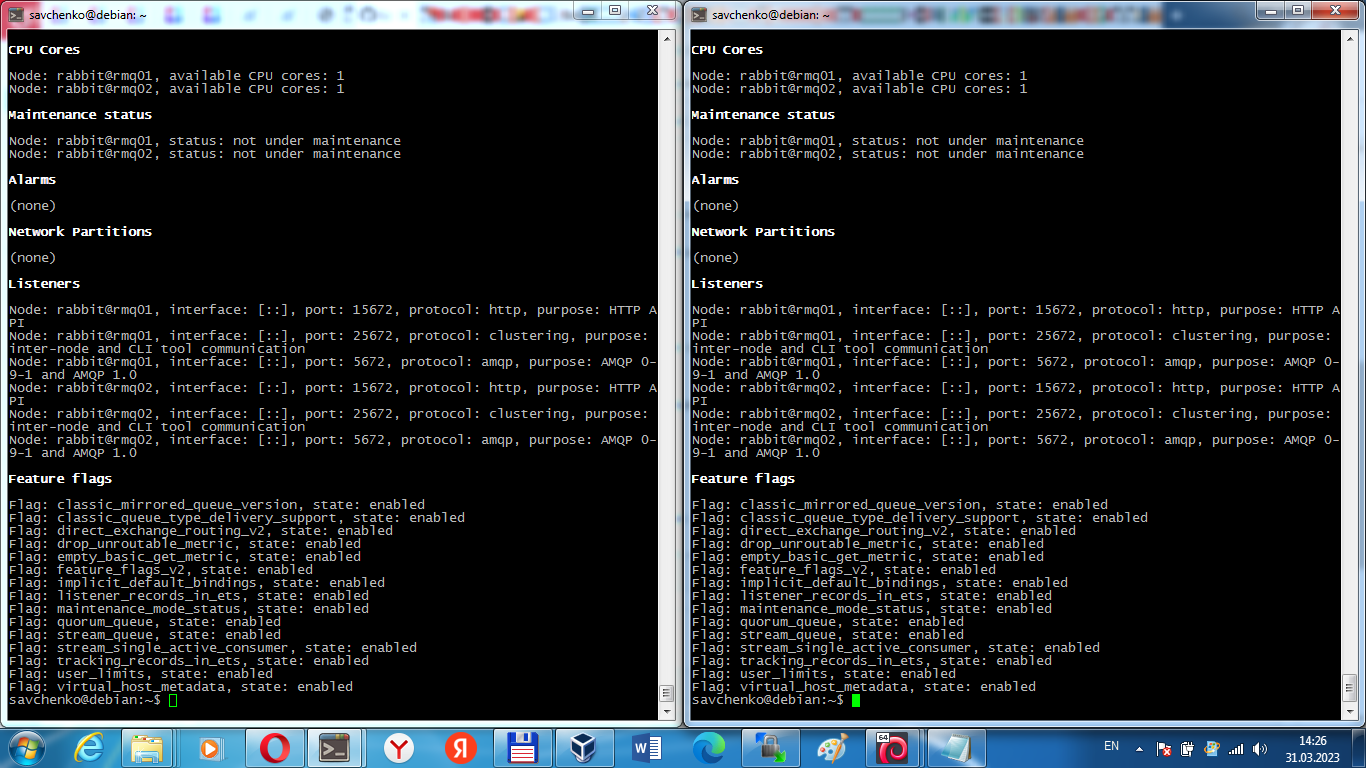 savchenko@debian: ~
CPU Cores
Node: rabbit@rmq01, available CPU cores: 1
Node: rabbit@rmq02, available CPU cores: 1
Maintenance status
Node: rabbit@rmq01, status: not under maintenance
Node: rabbit@rmq02, status: not under maintenance
Alarms
(none)
Network Partitions
(none)
Listeners
Node: rabbit@rmq01, interface: [::], port: 15672, protocol: http, purpose: HTTP A
PI
Node: rabbit@rmq01, interface: [::], port: 25672, protocol: clustering, purpose:
inter-node and CLI tool communication
Node: rabbit@rmq01, interface: [::], port: 5672, protocol: amqp, purpose: AMQP 0-
9-1 and AMQP 1.0
Node: rabbit@rmq02, interface: [::], port: 15672, protocol: http, purpose: HTTP A
PI
Node: rabbit@rmq02, interface: [::], port: 25672, protocol: clustering, purpose:
inter-node and CLI tool communication
Node: rabbit@rmq02, interface: [::], port: 5672, protocol: amqp, purpose: AMQP 0-
9-1 and AMQP 1.0
Feature flags
Flag: classic_mirrored_queue_version, state: enabled
Flag: classic_queue_type_delivery_support, state: enabled
Flag: direct_exchange_routing_v2, state: enabled
Flag: drop_unroutable_metric, state: enabled
Flag: empty_basic_get_metric, state: enabled
Flag: feature_flags_v2, state: enabled
Flag: implicit_default_bindings, state: enabled
Flag: listener_records_in_ets, state: enabled
Flag: maintenance_mode_status, state: enabled
Flag: quorum_queue, state: enabled
Flag: stream_queue, state: enabled
Flag: stream_single_active_consumer, state: enabled
Flag: tracking_records_in_ets, state: enabled
Flag: user_limits, state: enabled
Flag: virtual_host_metadata, state: enabled
savchenko@debian:~$
savchenko@debian: ~
CPU Cores
Node: rabbit@rmq01, available CPU cores: 1
Node: rabbit@rmq02, available CPU cores: 1
Maintenance status
Node: rabbit@rmq01, status: not under maintenance
Node: rabbit@rmq02, status: not under maintenance
Alarms
(none)
Network Partitions
(none)
Listeners
Node: rabbit@rmq01, interface: [::], port: 15672, protocol: http, purpose: HTTP A
PI
Node: rabbit@rmq01, interface: [::], port: 25672, protocol: clustering, purpose:
inter-node and CLI tool communication
Node: rabbit@rmq01, interface: [::], port: 5672, protocol: amqp, purpose: AMQP 0-
9-1 and AMQP 1.0
Node: rabbit@rmq02, interface: [::], port: 15672, protocol: http, purpose: HTTP A
PI
Node: rabbit@rmq02, interface: [::], port: 25672, protocol: clustering, purpose:
inter-node and CLI tool communication
Node: rabbit@rmq02, interface: [::], port: 5672, protocol: amqp, purpose: AMQP 0-
9-1 and AMQP 1.0
Feature flags
Flag: classic_mirrored_queue_version, state: enabled
Flag: classic_queue_type_delivery_support, state: enabled
Flag: direct_exchange_routing_v2, state: enabled
Flag: drop_unroutable_metric, state: enabled
Flag: empty_basic_get_metric, state: enabled
Flag: feature_flags_v2, state: enabled
Flag: implicit_default_bindings, state: enabled
Flag: listener_records_in_ets, state: enabled
Flag: maintenance_mode_status, state: enabled
Flag: quorum_queue, state: enabled
Flag: stream_queue, state: enabled
Flag: stream_single_active_consumer, state: enabled
Flag: tracking_records_in_ets, state: enabled
Flag: user_limits, state: enabled
Flag: virtual_host_metadata, state: enabled
savchenko@debian:~$
64
EN
14:26
31.03.2023